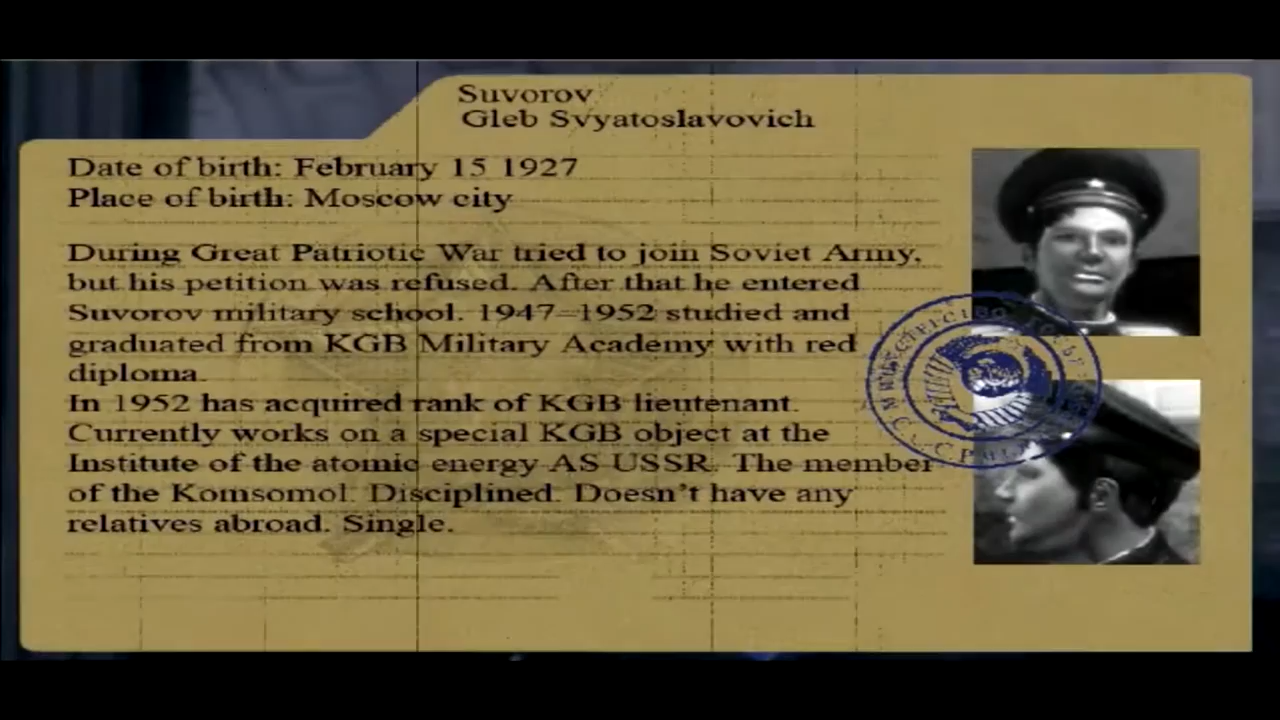 Suvorov
Gleb Svyatoslavovich
Date of birth: February 15 1927
Place of birth: Moscow city
During Great Patriotic War tried to join Soviet Army,
but his petition was refused. After that he entered
Suvorov military school. 1947-1952 studied and
graduated from KGB Military Academy with red
diploma.
In 1952 has acquired rank of KGB lieutenant.
Currently works on a special KGB object at the
Institute of the atomic energy AS USSR. The member
of the Komsomol. Disciplined. Doesn't have any
relatives abroad. Single.